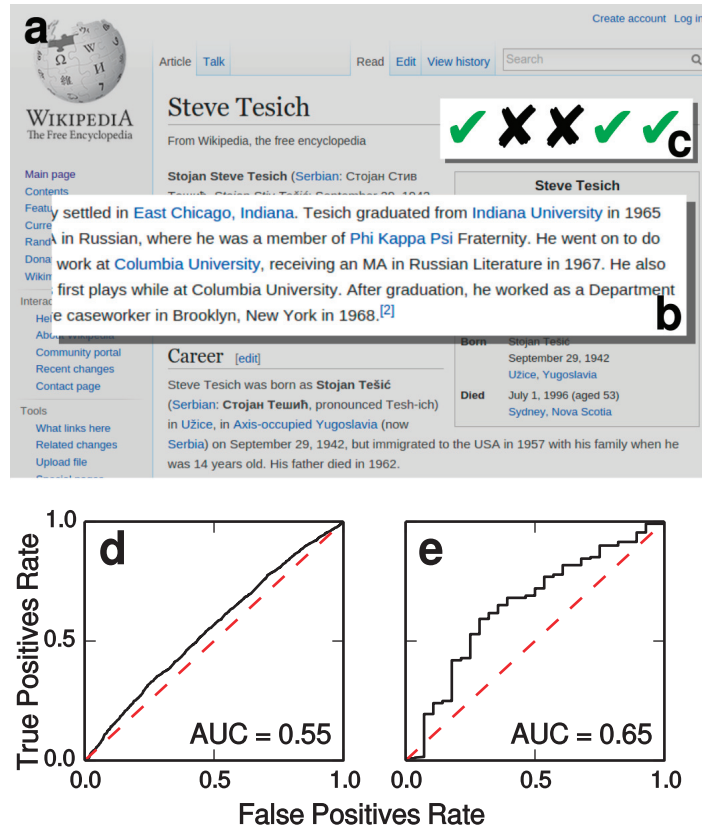 a
Create account Log in
Article Talk Read Edit View history Search
WIKIPEDIA
The Free Encyclopedia
Steve Tesich
From Wikipedia, the free encyclopedia
c
Main page
Contents
Stojan Steve Tesich (Serbian: Стојан Стив
Steve Tesich
settled in East Chicago, Indiana. Tesich graduated from Indiana University in 1965
in Russian, where he was a member of Phi Kappa Psi Fraternity. He went on to do
work at Columbia University, receiving an MA in Russian Literature in 1967. He also
first plays while at Columbia University. After graduation, he worked as a Department
caseworker in Brooklyn, New York in 1968.[2]
b
About Wikipedia
Community portal
Recent changes
Contact page
Tools
What links here
Related changes
Upload file
Career [edit]
Steve Tesich was born as Stojan Tešić
(Serbian: Стојан Тешић, pronounced Tesh-ich)
in Užice, in Axis-occupied Yugoslavia (now
Serbia) on September 29, 1942, but immigrated to the USA in 1957 with his family when he
was 14 years old. His father died in 1962.
Born Stojan Tešić
September 29, 1942
Užice, Yugoslavia
Died July 1, 1996 (aged 53)
Sydney, Nova Scotia
True Positives Rate
1.0
0.5
0.0
d
AUC = 0.55
0.0 0.5 1.0
e
AUC = 0.65
0.0 0.5 1.0
False Positives Rate